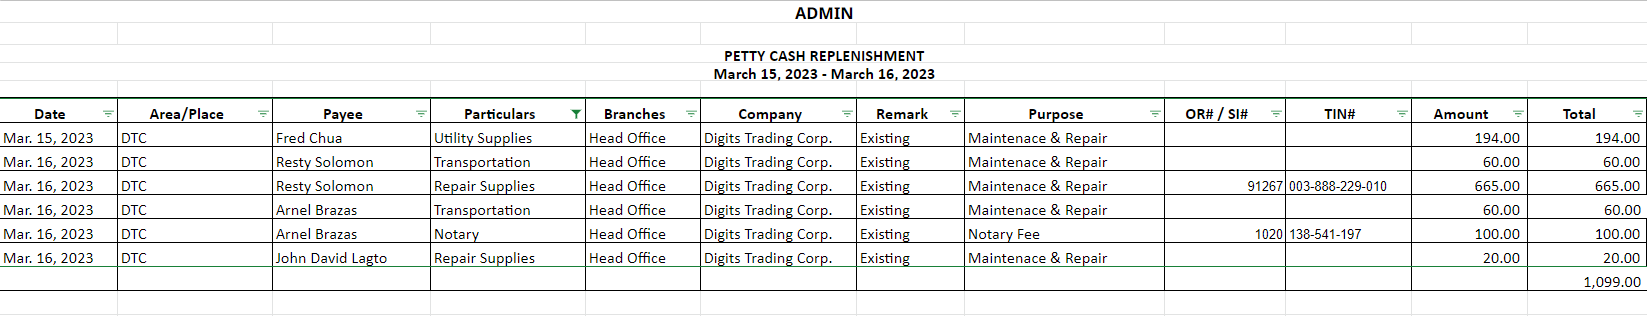 ADMIN
PETTY CASH REPLENISHMENT
March 15, 2023 - March 16, 2023
Date Area/Place Payee Particulars Branches Company Remark Purpose OR# / SI# TIN# Amount Total
Mar. 15, 2023 DTC Fred Chua Utility Supplies Head Office Digits Trading Corp. Existing Maintenace & Repair 194.00 194.00
Mar. 16, 2023 DTC Resty Solomon Transportation Head Office Digits Trading Corp. Existing Maintenace & Repair 60.00 60.00
Mar. 16, 2023 DTC Resty Solomon Repair Supplies Head Office Digits Trading Corp. Existing Maintenace & Repair 91267 003-888-229-010 665.00 665.00
Mar. 16, 2023 DTC Arnel Brazas Transportation Head Office Digits Trading Corp. Existing Maintenace & Repair 60.00 60.00
Mar. 16, 2023 DTC Arnel Brazas Notary Head Office Digits Trading Corp. Existing Notary Fee 1020 138-541-197 100.00 100.00
Mar. 16, 2023 DTC John David Lagto Repair Supplies Head Office Digits Trading Corp. Existing Maintenace & Repair 20.00 20.00
1,099.00